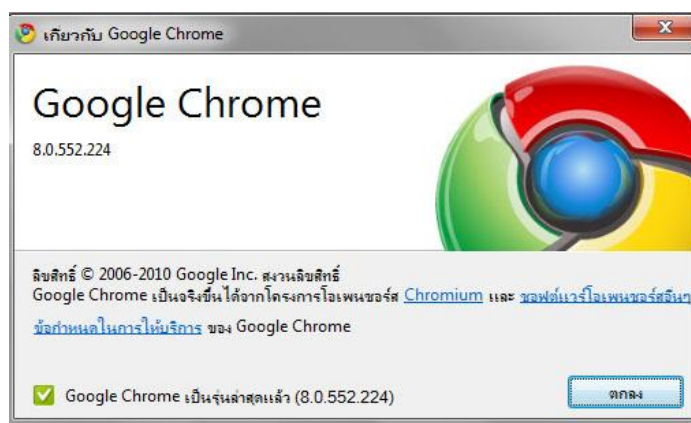 เกี่ยวกับ Google Chrome
Google Chrome
8.0.552.224
ลิขสิทธิ์ © 2006-2010 Google Inc. สงวนลิขสิทธิ์
Google Chrome เป็นจริงขึ้นได้จากโครงการโอเพนซอร์ส Chromium และ ซอฟต์แวร์โอเพนซอร์สอื่นๆ
ข้อกำหนดในการให้บริการ ของ Google Chrome
Google Chrome เป็นรุ่นล่าสุดแล้ว (8.0.552.224)
ตกลง